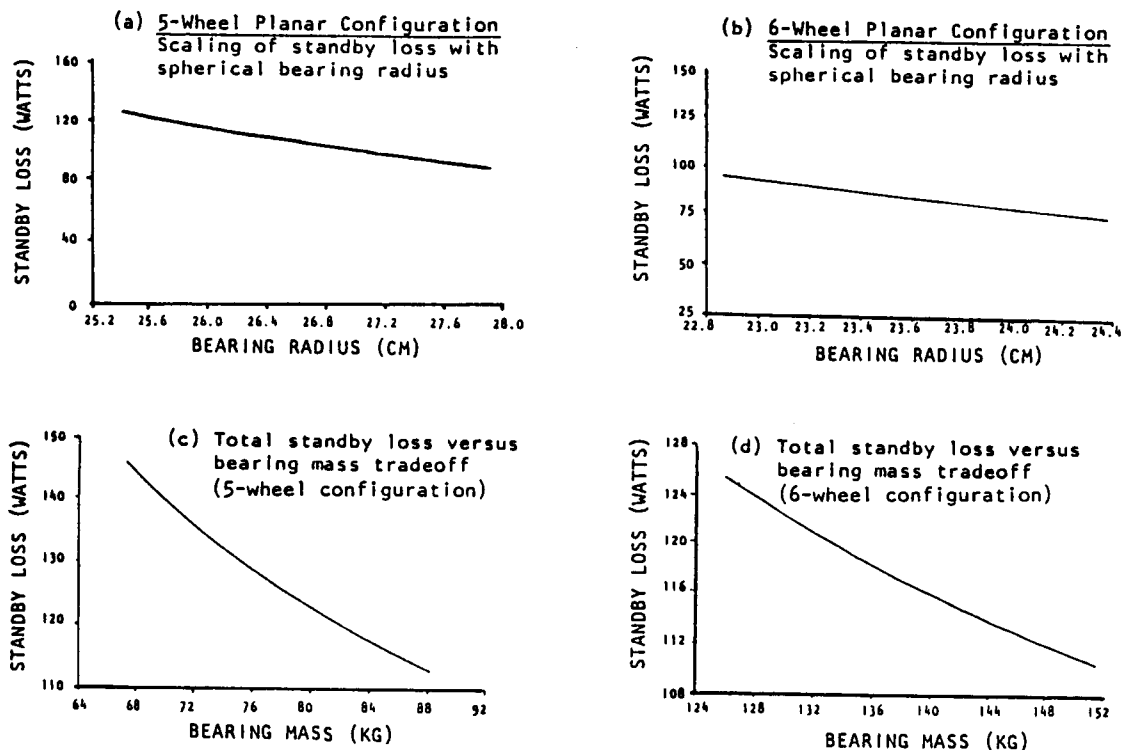 (a) 5-Wheel Planar Configuration
Scaling of standby loss with
spherical bearing radius
STANDBY LOSS (WATTS)
160
120
80
40
0
25.2 25.6 26.0 26.4 26.8 27.2 27.6 28.0
BEARING RADIUS (CM)
(b) 6-Wheel Planar Configuration
Scaling of standby loss with
spherical bearing radius
STANDBY LOSS (WATTS)
150
125
100
75
50
25
22.8 23.0 23.2 23.4 23.6 23.8 24.0 24.2 24.4
BEARING RADIUS (CM)
(c) Total standby loss versus
bearing mass tradeoff
(5-wheel configuration)
STANDBY LOSS (WATTS)
150
140
130
120
110
64 68 72 76 80 84 88 92
BEARING MASS (KG)
(d) Total standby loss versus
bearing mass tradeoff
(6-wheel configuration)
STANDBY LOSS (WATTS)
128
124
120
116
112
108
124 128 132 136 140 144 148 152
BEARING MASS (KG)